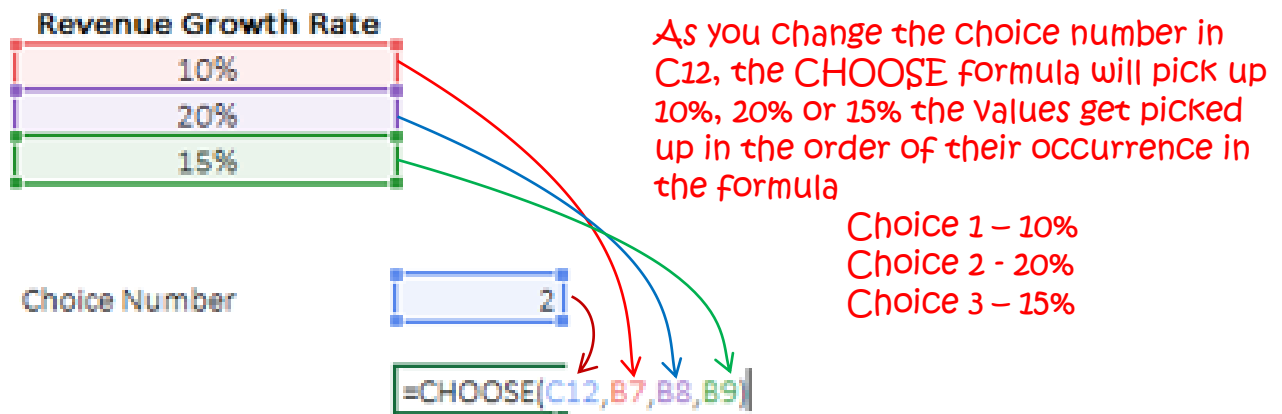 Revenue Growth Rate
10%
20%
15%
As you change the choice number in
C12, the CHOOSE formula will pick up
10%, 20% or 15% the values get picked
up in the order of their occurrence in
the formula
Choice 1 – 10%
Choice 2 - 20%
Choice 3 – 15%
Choice Number 2
=CHOOSE(C12,B7,B8,B9)